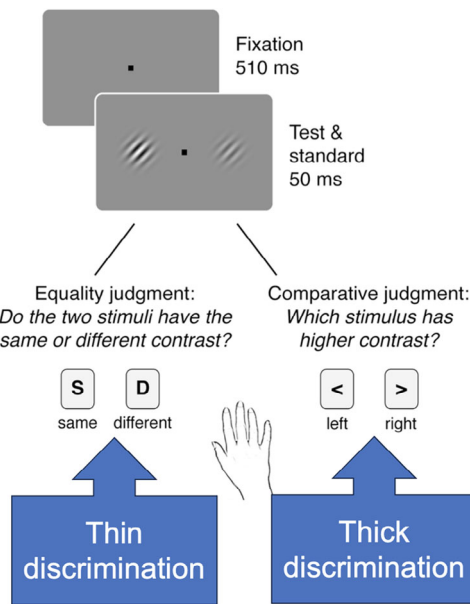 Fixation
510 ms
Test &
standard
50 ms
Equality judgment:
Do the two stimuli have the
same or different contrast?
S D
same different
Comparative judgment:
Which stimulus has
higher contrast?
< >
left right
Thin
discrimination
Thick
discrimination